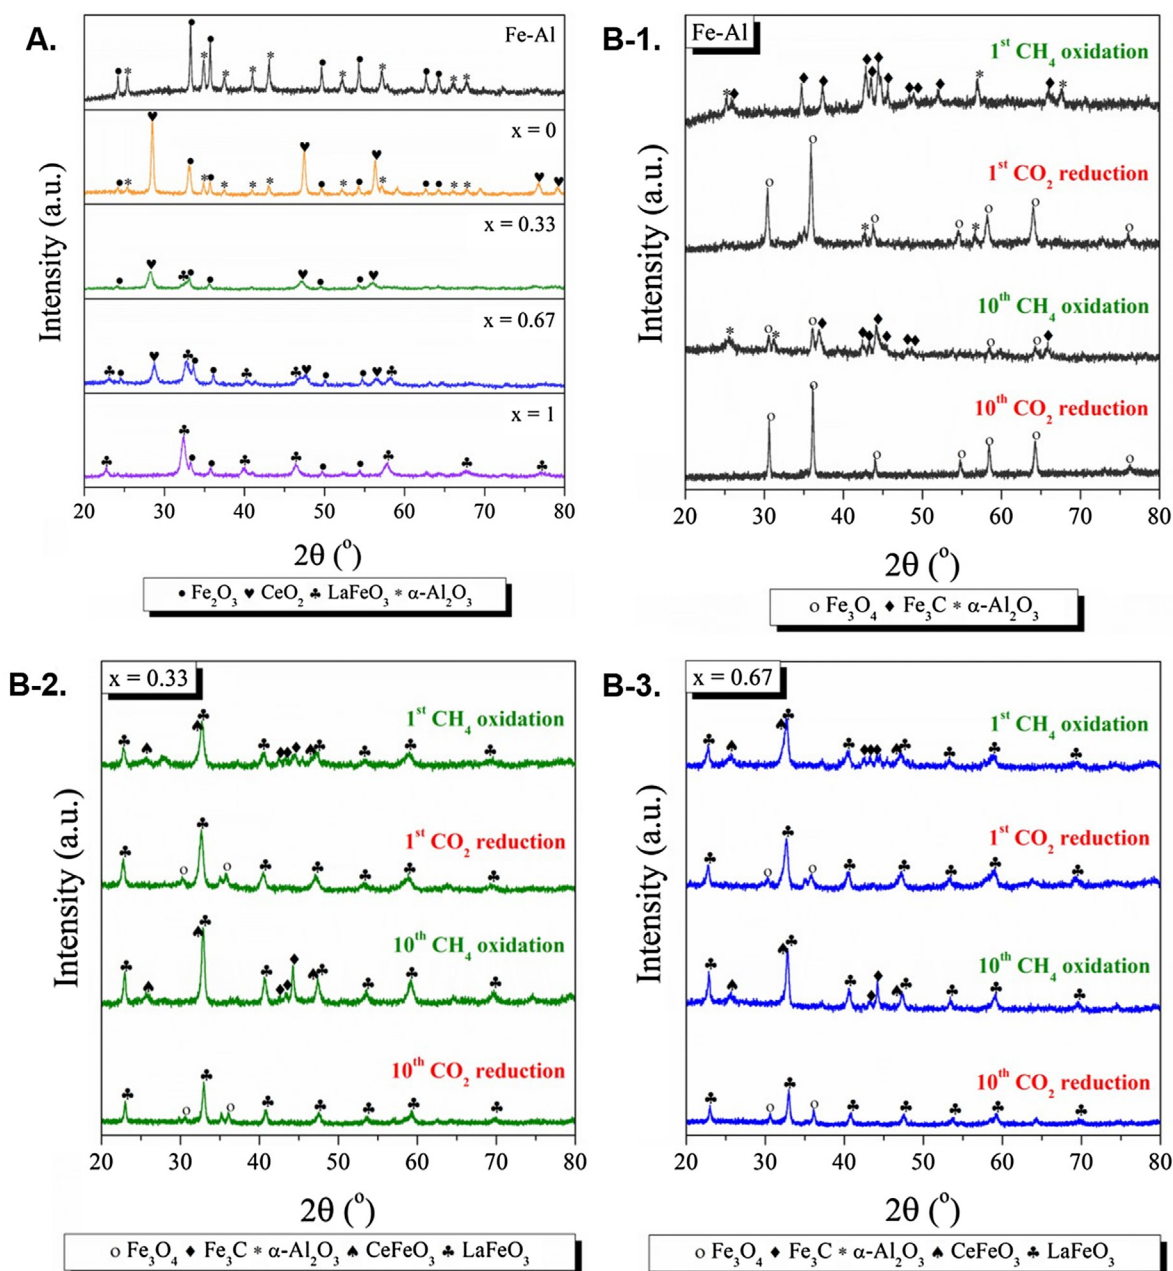 A.
Fe-Al
x = 0
x = 0.33
x = 0.67
x = 1
Intensity (a.u.)
20 30 40 50 60 70 80
2θ (°)
● Fe₂O₃ ♥ CeO₂ ♣ LaFeO₃ * α-Al₂O₃
B-1.
Fe-Al
1st CH₄ oxidation
1st CO₂ reduction
10th CH₄ oxidation
10th CO₂ reduction
Intensity (a.u.)
20 30 40 50 60 70 80
2θ (°)
o Fe₃O₄ ♦ Fe₃C * α-Al₂O₃
B-2.
x = 0.33
1st CH₄ oxidation
1st CO₂ reduction
10th CH₄ oxidation
10th CO₂ reduction
Intensity (a.u.)
20 30 40 50 60 70 80
2θ (°)
o Fe₃O₄ ♦ Fe₃C * α-Al₂O₃ ♠ CeFeO₃ ♣ LaFeO₃
B-3.
x = 0.67
1st CH₄ oxidation
1st CO₂ reduction
10th CH₄ oxidation
10th CO₂ reduction
Intensity (a.u.)
20 30 40 50 60 70 80
2θ (°)
o Fe₃O₄ ♦ Fe₃C * α-Al₂O₃ ♠ CeFeO₃ ♣ LaFeO₃